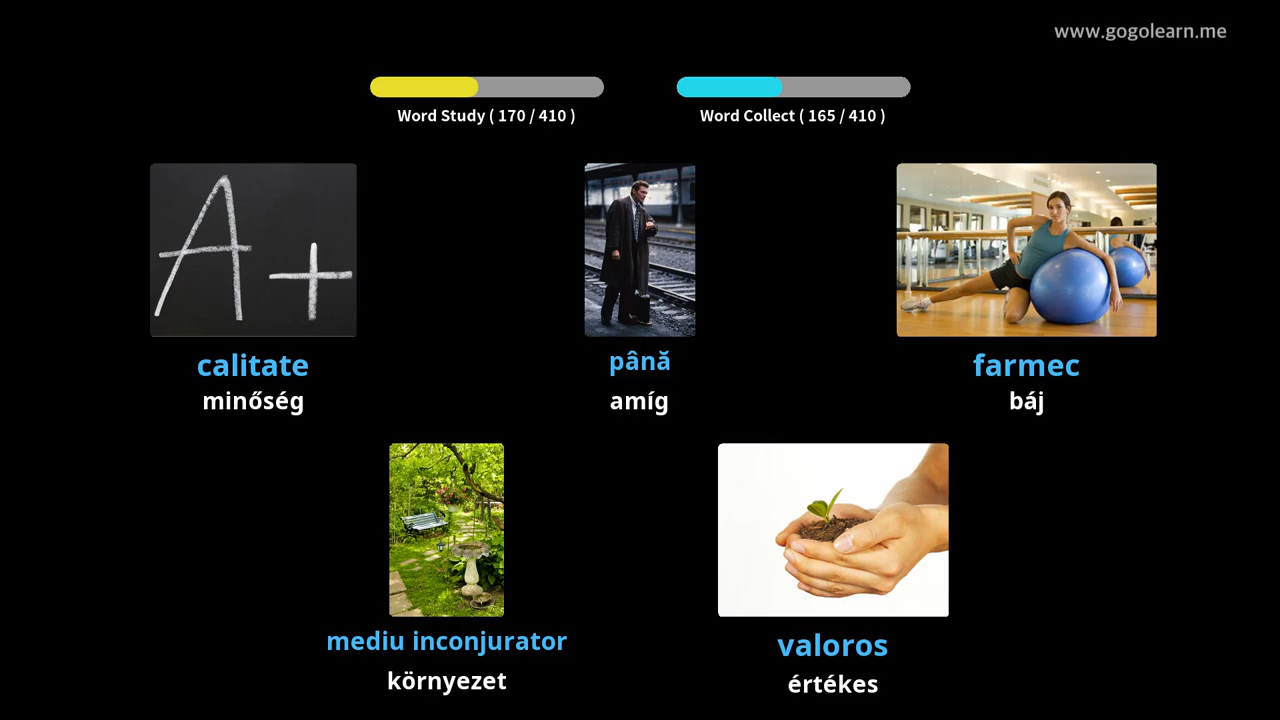 www.gogolearn.me
Word Study ( 170 / 410 )
Word Collect ( 165 / 410 )
A+
calitate
minőség
până
amíg
farmec
báj
mediu inconjurator
környezet
valoros
értékes